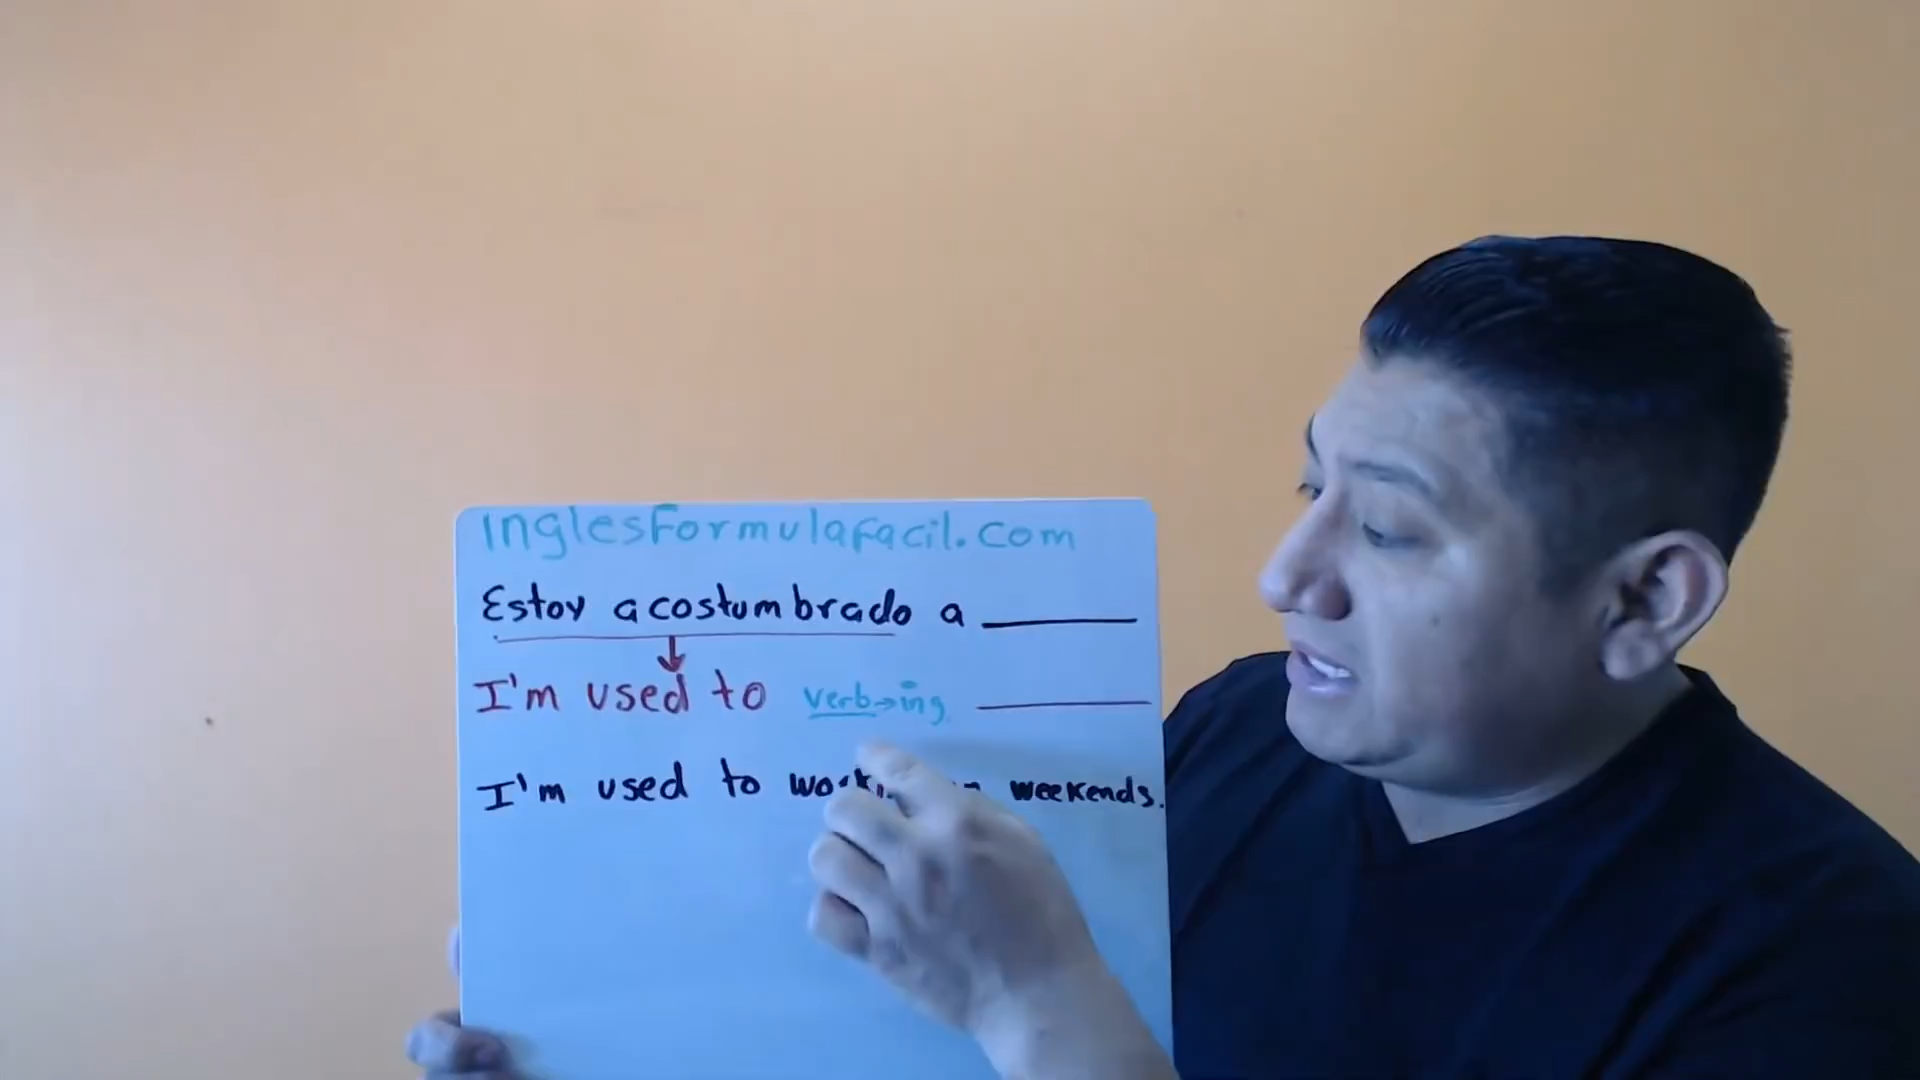 InglesFormulaFacil.com
Estoy acostumbrado a
I'm used to verb→ing
I'm used to weekends.